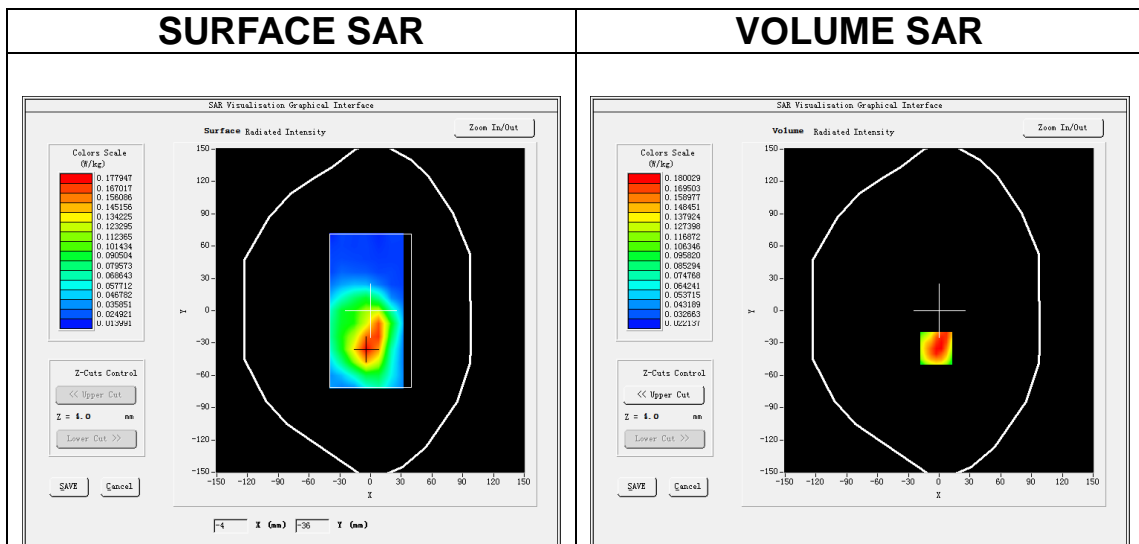 SURFACE SAR
VOLUME SAR
SAR Visualisation Graphical Interface
Surface Radiated Intensity
Zoom In/Out
Colors Scale
(W/kg)
0.177947
0.167017
0.156086
0.145156
0.134225
0.123295
0.112365
0.101434
0.090504
0.079573
0.068643
0.057712
0.046782
0.035851
0.024921
0.013991
150
120
90
60
30
0
-30
-60
-90
-120
-150
Y
-150 -120 -90 -60 -30 0 30 60 90 120 150
X
Z-Cuts Control
<< Upper Cut
Z = 4.0 mm
Lower Cut >>
SAVE Cancel
-4 X (mm) -36 Y (mm)
SAR Visualisation Graphical Interface
Volume Radiated Intensity
Zoom In/Out
Colors Scale
(W/kg)
0.180029
0.169503
0.158977
0.148451
0.137924
0.127398
0.116872
0.106346
0.095820
0.085294
0.074768
0.064241
0.053715
0.043189
0.032663
0.022137
150
120
90
60
30
0
-30
-60
-90
-120
-150
Y
-150 -120 -90 -60 -30 0 30 60 90 120 150
X
Z-Cuts Control
<< Upper Cut
Z = 4.0 mm
Lower Cut >>
SAVE Cancel